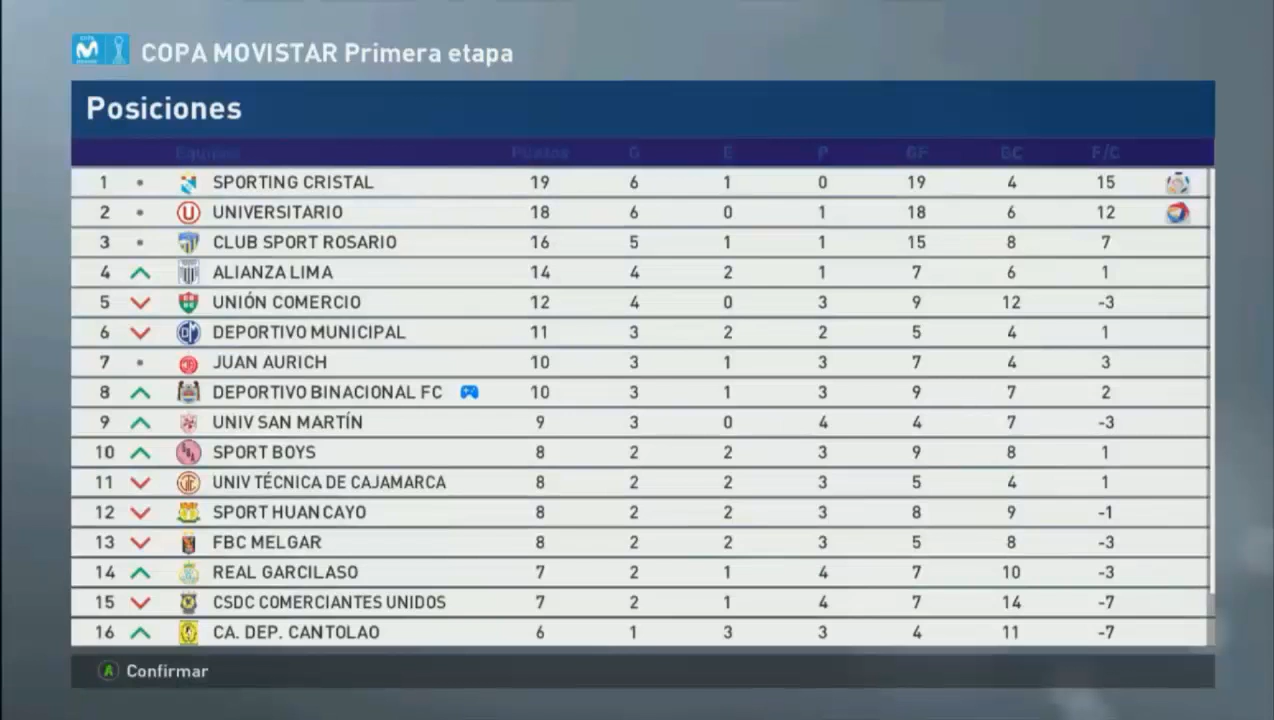 COPA MOVISTAR Primera etapa
Posiciones
Equipo Puntos G E P GF GC F/C
1 SPORTING CRISTAL 19 6 1 0 19 4 15
2 UNIVERSITARIO 18 6 0 1 18 6 12
3 CLUB SPORT ROSARIO 16 5 1 1 15 8 7
4 ALIANZA LIMA 14 4 2 1 7 6 1
5 UNIÓN COMERCIO 12 4 0 3 9 12 -3
6 DEPORTIVO MUNICIPAL 11 3 2 2 5 4 1
7 JUAN AURICH 10 3 1 3 7 4 3
8 DEPORTIVO BINACIONAL FC 10 3 1 3 9 7 2
9 UNIV SAN MARTÍN 9 3 0 4 4 7 -3
10 SPORT BOYS 8 2 2 3 9 8 1
11 UNIV TÉCNICA DE CAJAMARCA 8 2 2 3 5 4 1
12 SPORT HUANCAYO 8 2 2 3 8 9 -1
13 FBC MELGAR 8 2 2 3 5 8 -3
14 REAL GARCILASO 7 2 1 4 7 10 -3
15 CSDC COMERCIANTES UNIDOS 7 2 1 4 7 14 -7
16 CA. DEP. CANTOLAO 6 1 3 3 4 11 -7
A Confirmar